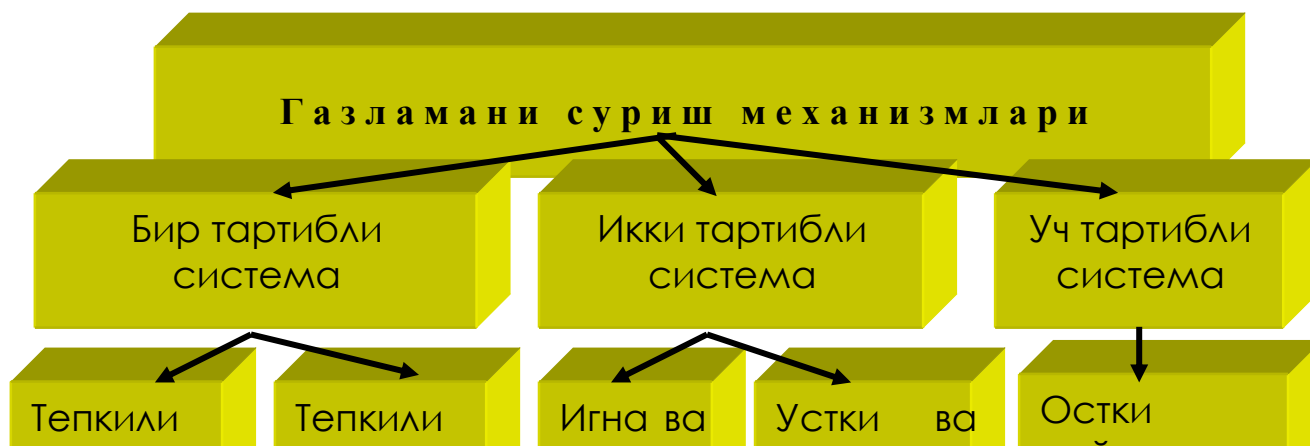 Газламани суриш механизмлари
Бир тартибли
система
Икки тартибли
система
Уч тартибли
система
Тепкили
Тепкили
Игна ва
Устки ва
Остки